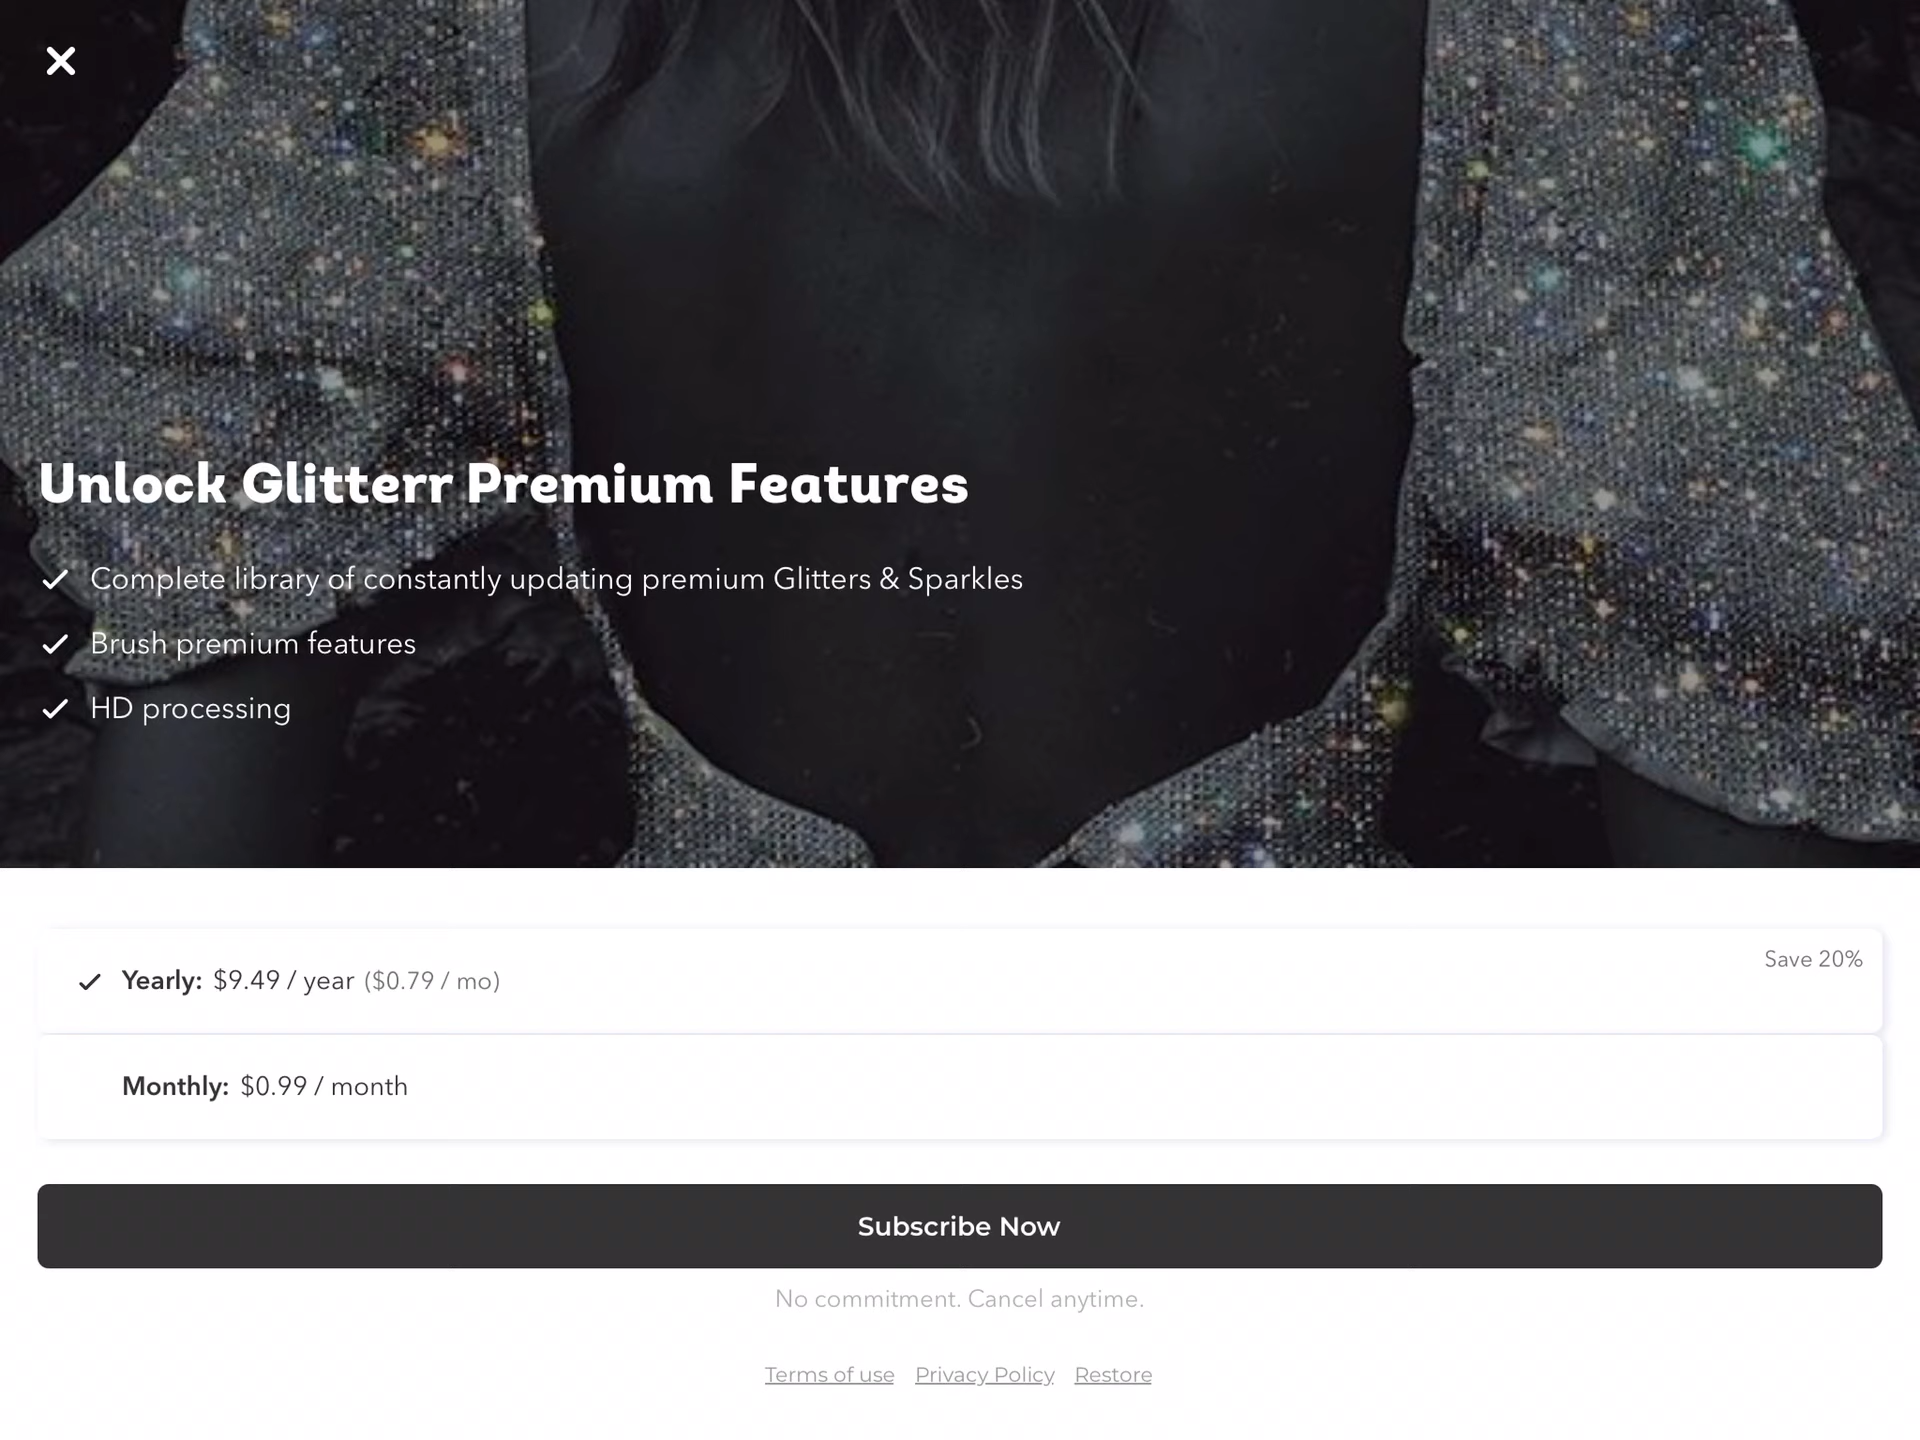 Unlock Glitterr Premium Features
Complete library of constantly updating premium Glitters & Sparkles
Brush premium features
HD processing
Save 20%
Yearly: $9.49 / year ($0.79 / mo)
Monthly: $0.99 / month
Subscribe Now
No commitment. Cancel anytime.
Terms of use Privacy Policy Restore